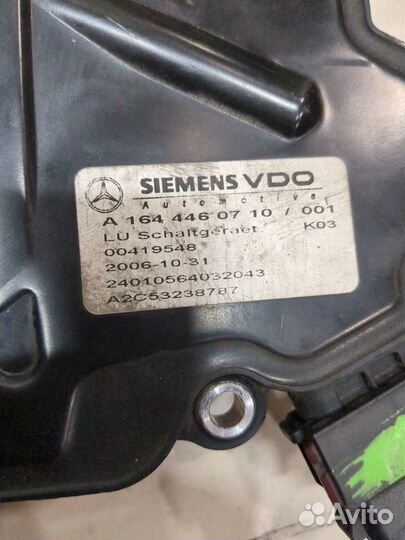 SIEMENS VDO
Automotive
A 164 446 07 10 / 001
LU Schaltgeraet K03
00419548
2006-10-31
24010564032043
A2C53238787
Avito